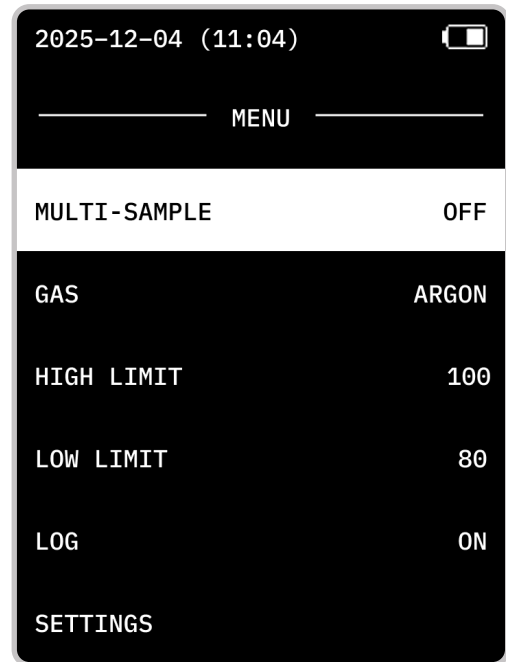 2025-12-04 (11:04)
MENU
MULTI-SAMPLE OFF
GAS ARGON
HIGH LIMIT 100
LOW LIMIT 80
LOG ON
SETTINGS